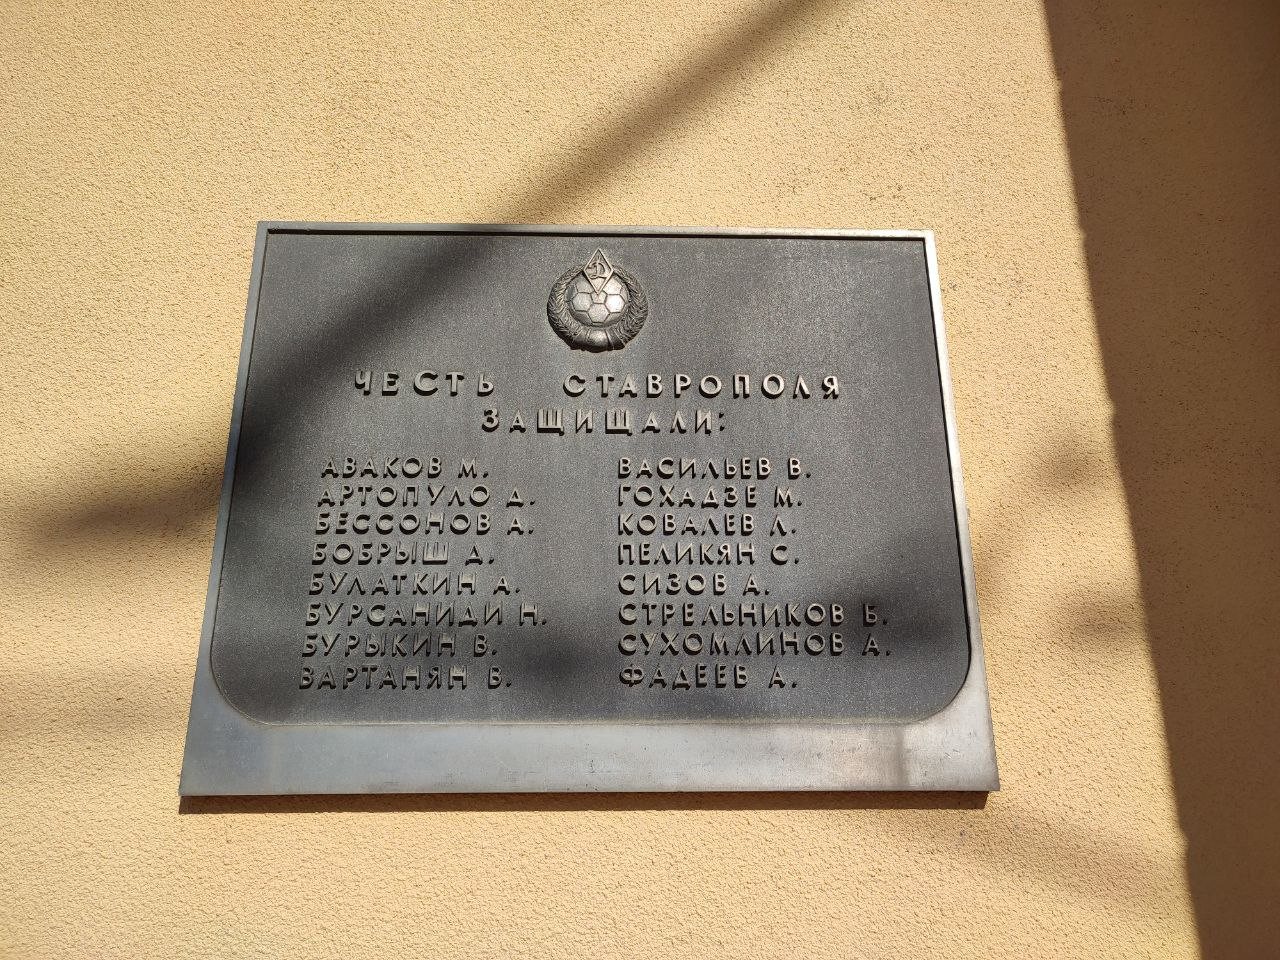 Д
ЧЕСТЬ СТАВРОПОЛЯ
ЗАЩИЩАЛИ:
АВАКОВ М.
АРТОПУЛО Д.
БЕССОНОВ А.
БОБРЫШ Д.
БУЛАТКИН А.
БУРСАНИДИ Н.
БУРЫКИН В.
ВАРТАНЯН В.
ВАСИЛЬЕВ В.
ГОХАДЗЕ М.
КОВАЛЕВ Л.
ПЕЛИКЯН С.
СИЗОВ А.
СТРЕЛЬНИКОВ Б.
СУХОМЛИНОВ А.
ФАДЕЕВ А.